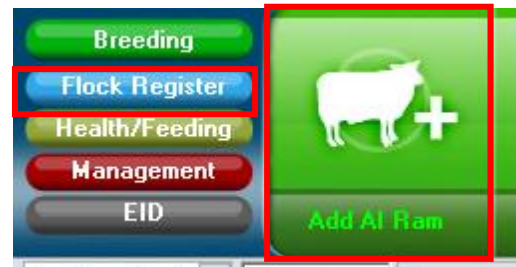 Breeding
Flock Register
Health/Feeding
Management
EID
Add AI Ram